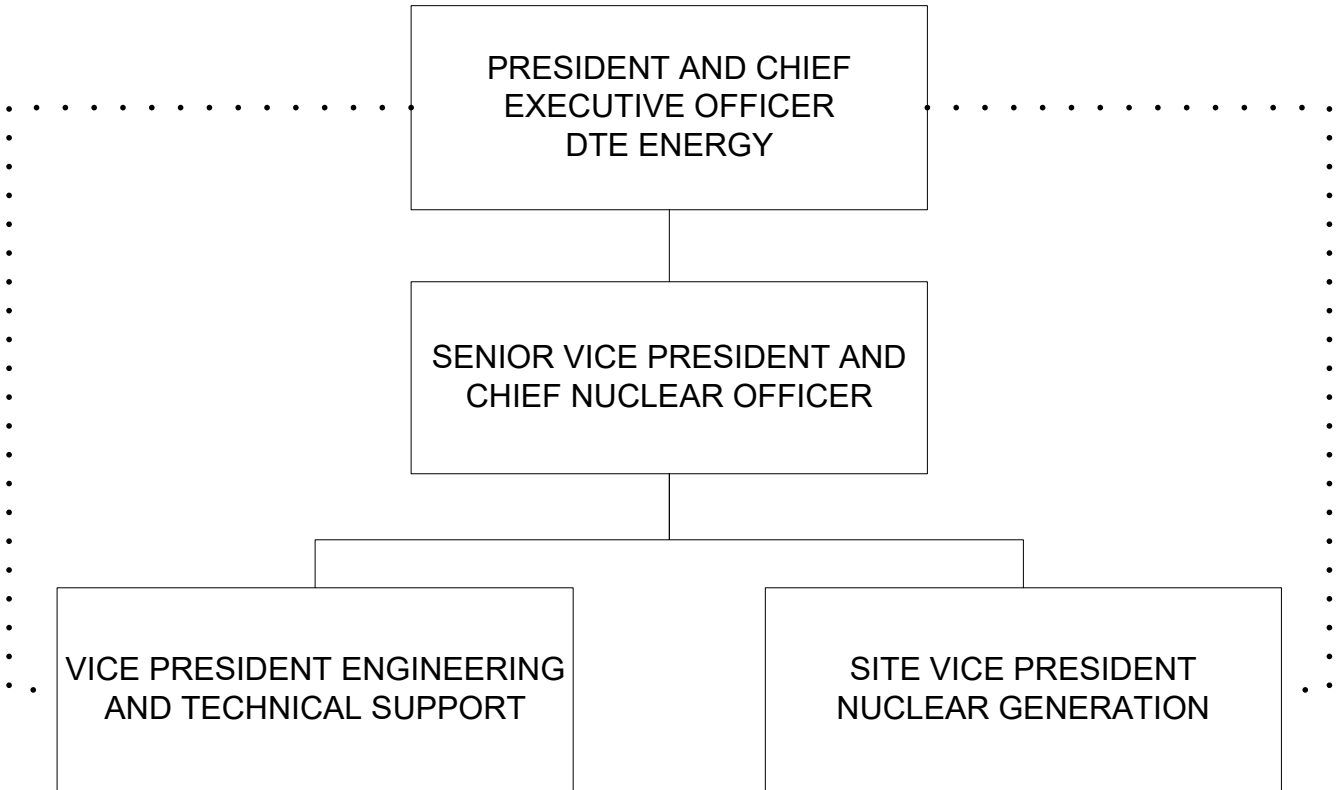 PRESIDENT AND CHIEF
EXECUTIVE OFFICER
DTE ENERGY
SENIOR VICE PRESIDENT AND
CHIEF NUCLEAR OFFICER
VICE PRESIDENT ENGINEERING
AND TECHNICAL SUPPORT
SITE VICE PRESIDENT
NUCLEAR GENERATION